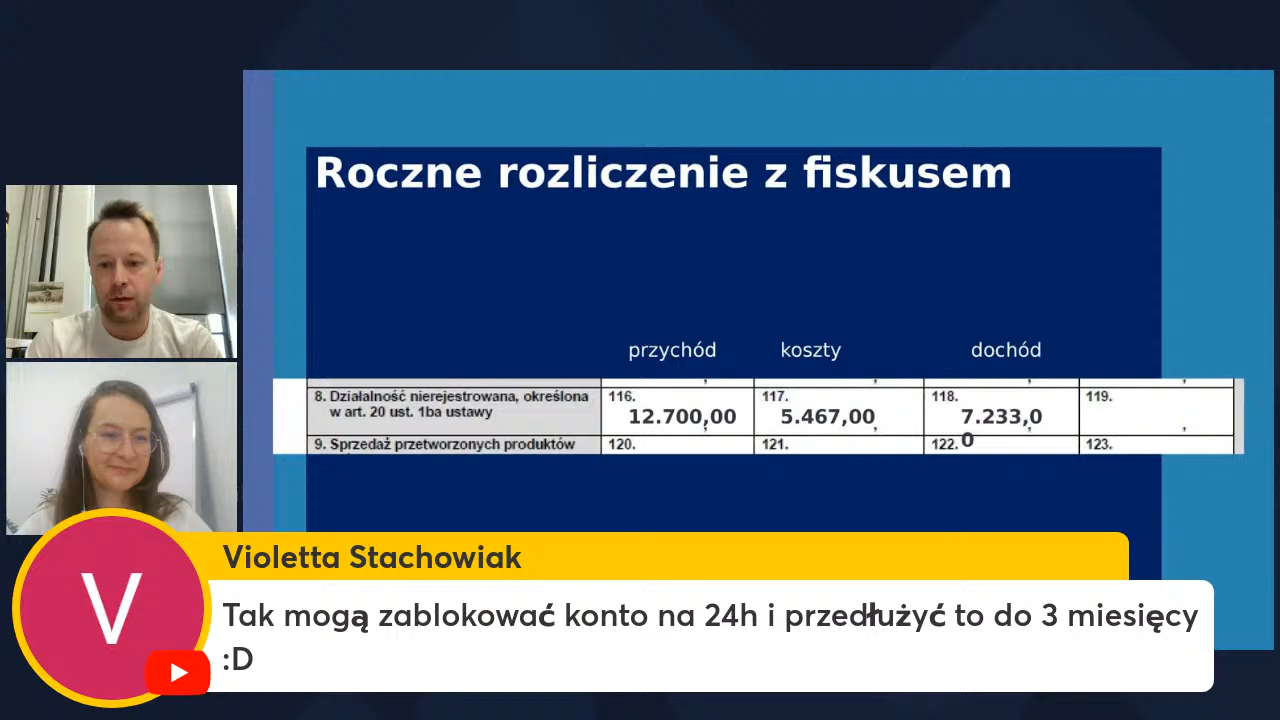 Roczne rozliczenie z fiskusem
przychód koszty dochód
8. Działalność nierejestrowana, określona w art. 20 ust. 1ba ustawy 116. 12.700,00 117. 5.467,00 118. 7.233,00 119.
9. Sprzedaż przetworzonych produktów 120. 121. 122. 123.
V
Violetta Stachowiak
Tak mogą zablokować konto na 24h i przedłużyć to do 3 miesięcy
:D